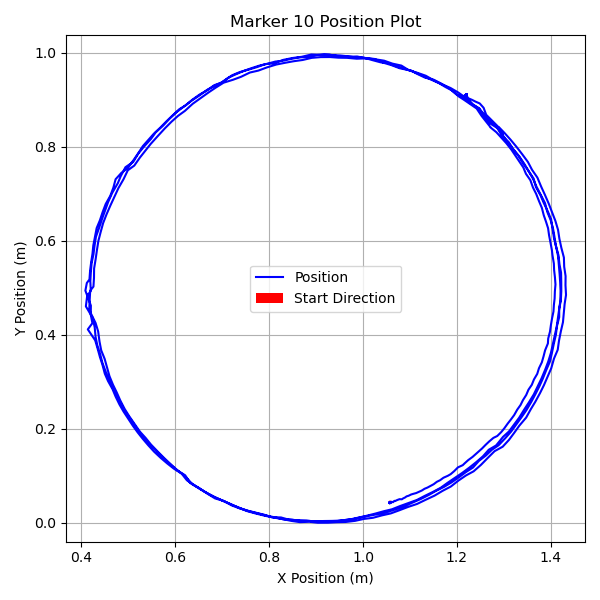 Marker 10 Position Plot
1.0
0.8
0.6
0.4
0.2
0.0
Y Position (m)
Position
Start Direction
0.4 0.6 0.8 1.0 1.2 1.4
X Position (m)